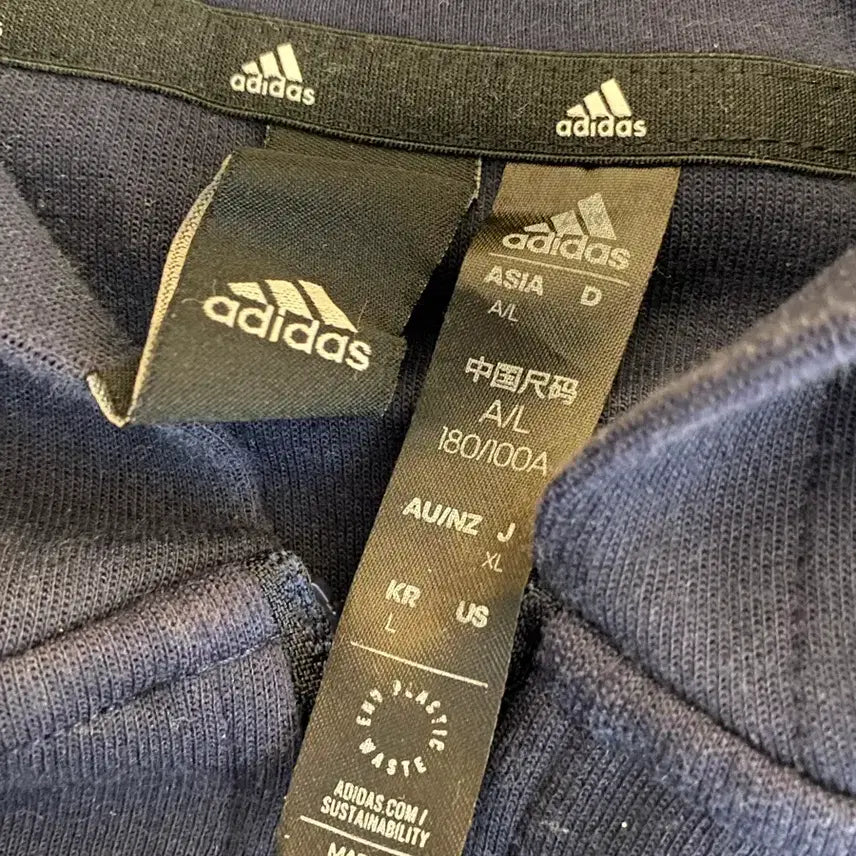 adidas
adidas
adidas
adidas
ASIA D
A/L
中国尺码
A/L
180/100A
AU/NZ J
XL
KR US
L
END PLASTIC WASTE
ADIDAS.COM/
SUSTAINABILITY